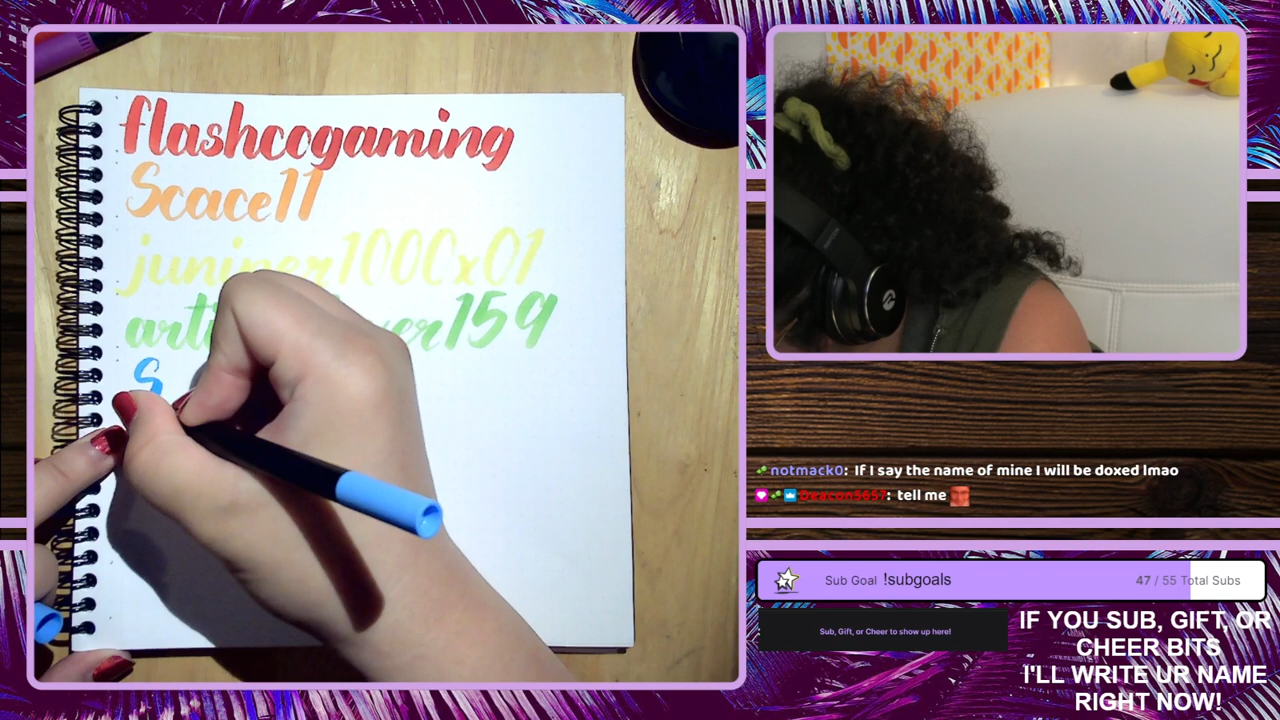 flashcogaming
Scace11
juniper1000x01
159
S
notmack0: If I say the name of mine I will be doxed lmao
Deacon5657: tell me
Sub Goal !subgoals
47 / 55 Total Subs
Sub, Gift, or Cheer to show up here!
IF YOU SUB, GIFT, OR
CHEER BITS
I'LL WRITE UR NAME
RIGHT NOW!